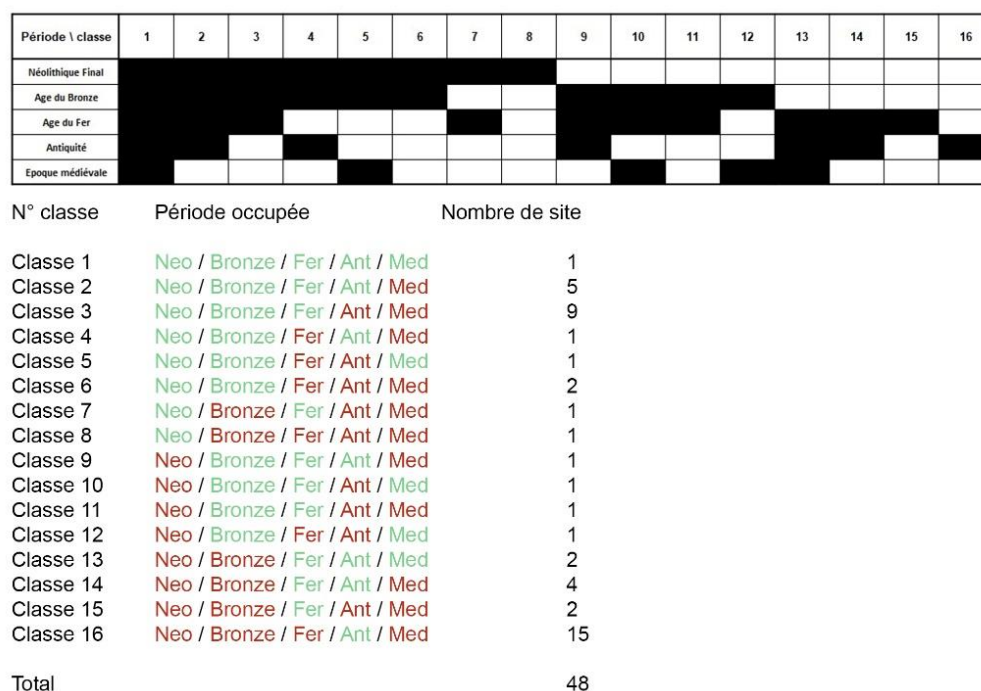 Période \ classe 1 2 3 4 5 6 7 8 9 10 11 12 13 14 15 16
Néolithique Final
Age du Bronze
Age du Fer
Antiquité
Epoque médiévale
N° classe Période occupée Nombre de site
Classe 1 Neo / Bronze / Fer / Ant / Med 1
Classe 2 Neo / Bronze / Fer / Ant / Med 5
Classe 3 Neo / Bronze / Fer / Ant / Med 9
Classe 4 Neo / Bronze / Fer / Ant / Med 1
Classe 5 Neo / Bronze / Fer / Ant / Med 1
Classe 6 Neo / Bronze / Fer / Ant / Med 2
Classe 7 Neo / Bronze / Fer / Ant / Med 1
Classe 8 Neo / Bronze / Fer / Ant / Med 1
Classe 9 Neo / Bronze / Fer / Ant / Med 1
Classe 10 Neo / Bronze / Fer / Ant / Med 1
Classe 11 Neo / Bronze / Fer / Ant / Med 1
Classe 12 Neo / Bronze / Fer / Ant / Med 1
Classe 13 Neo / Bronze / Fer / Ant / Med 2
Classe 14 Neo / Bronze / Fer / Ant / Med 4
Classe 15 Neo / Bronze / Fer / Ant / Med 2
Classe 16 Neo / Bronze / Fer / Ant / Med 15
Total 48